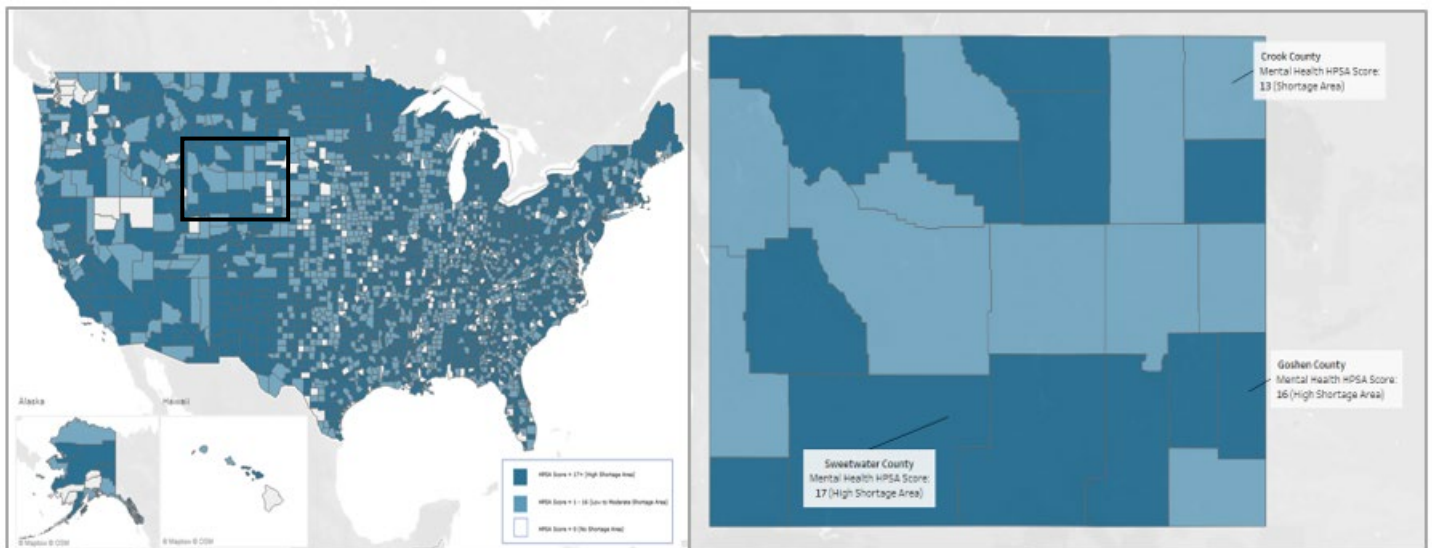 Alaska
Hawaii
HPSA Score = 17+ (High Shortage Area)
HPSA Score = 1 - 16 (Low to Moderate Shortage Area)
HPSA Score = 0 (No Shortage Area)
© Mapbox © OSM
© Mapbox © OSM
Crook County
Mental Health HPSA Score:
13 (Shortage Area)
Goshen County
Mental Health HPSA Score:
16 (High Shortage Area)
Sweetwater County
Mental Health HPSA Score:
17 (High Shortage Area)